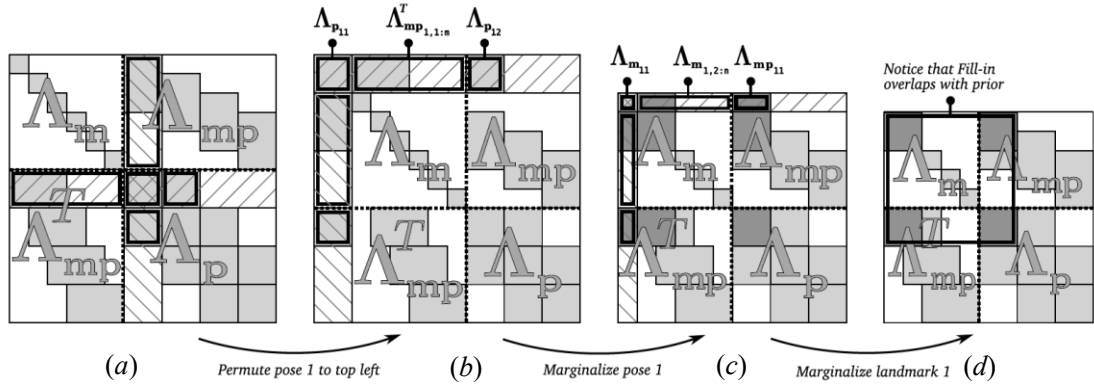 Λp11 Λᵀmp1,1:n Λp12
Λm11 Λm1,2:n Λmp11
Notice that Fill-in
overlaps with prior
Λm Λmp
Λᵀmp Λp
Λm Λmp
Λᵀmp Λp
Λm Λmp
Λᵀmp Λp
Λm Λmp
Λᵀmp Λp
(a) (b) (c) (d)
Permute pose 1 to top left Marginalize pose 1 Marginalize landmark 1